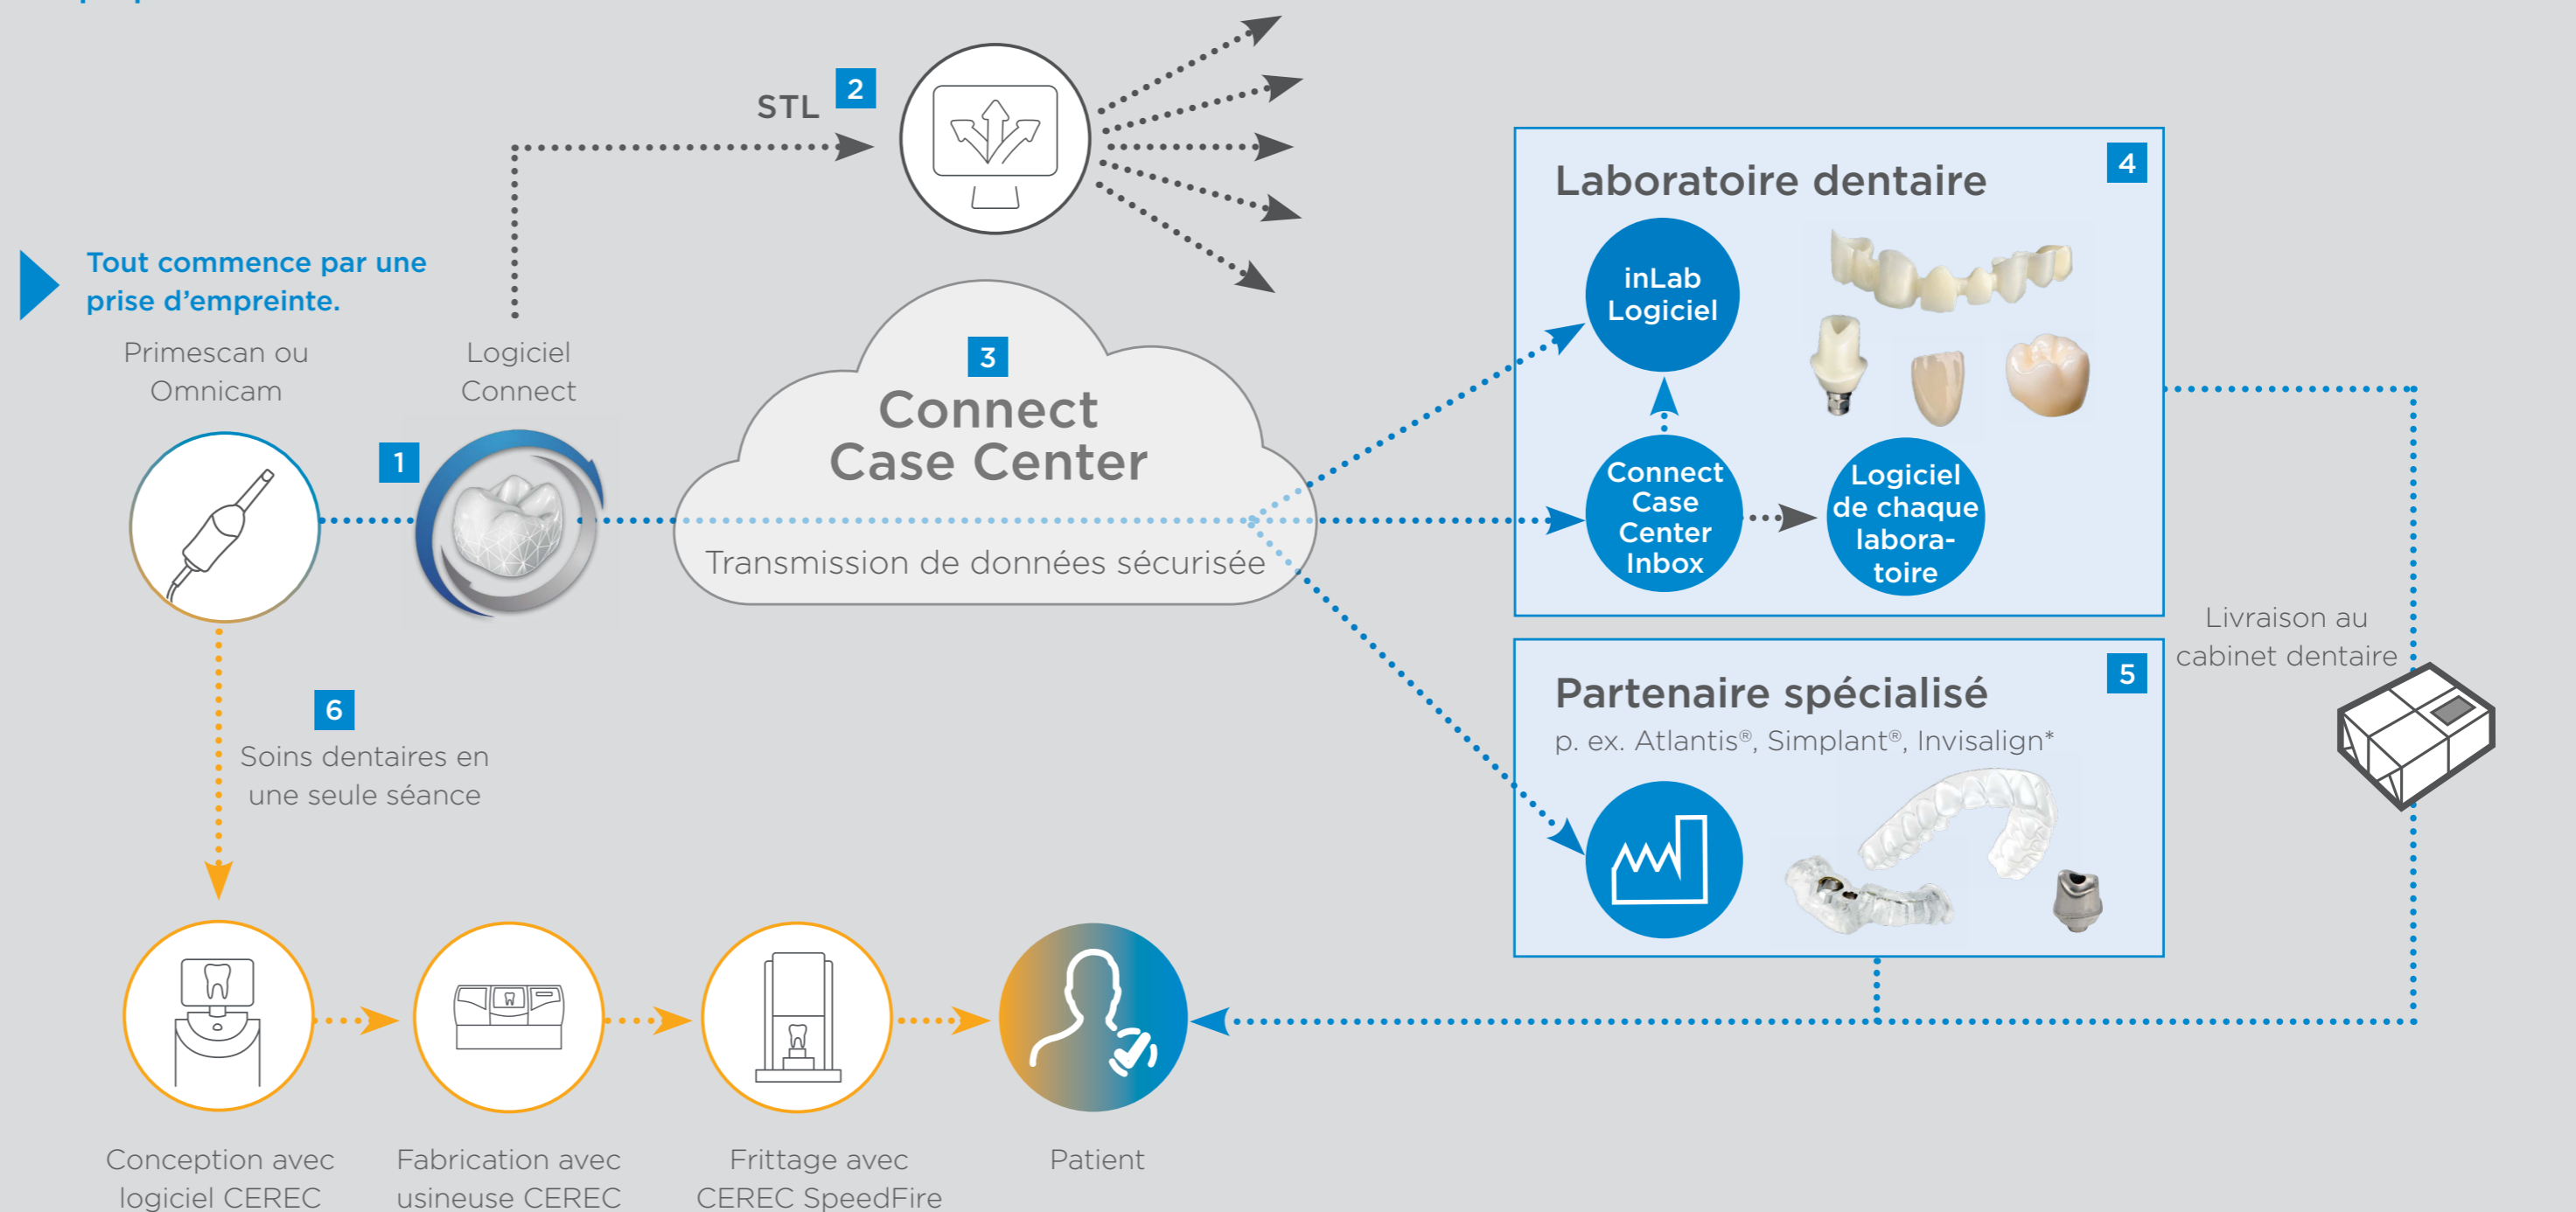 STL
2
Tout commence par une
prise d'empreinte.
Primescan ou
Omnicam
Logiciel
Connect
1
3
Connect
Case Center
Transmission de données sécurisée
Laboratoire dentaire
4
inLab
Logiciel
Connect
Case
Center
Inbox
Logiciel
de chaque
labora-
toire
Partenaire spécialisé
5
p. ex. Atlantis®, Simplant®, Invisalign*
Livraison au
cabinet dentaire
6
Soins dentaires en
une seule séance
Conception avec
logiciel CEREC
Fabrication avec
usineuse CEREC
Frittage avec
CEREC SpeedFire
Patient